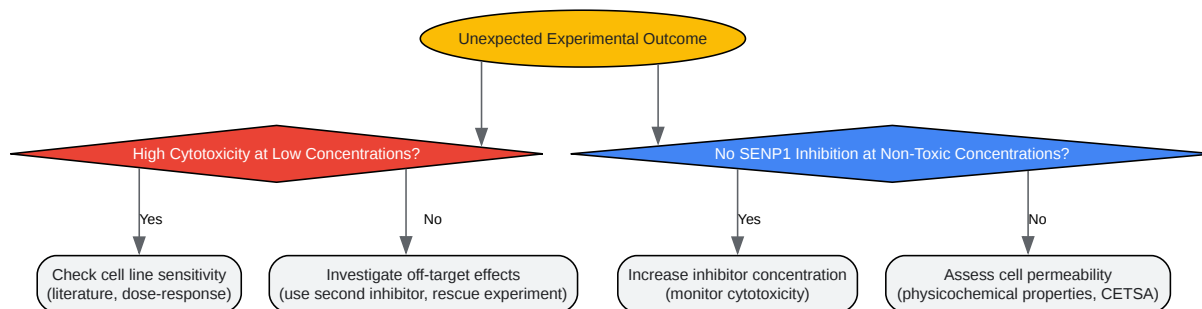 Unexpected Experimental Outcome
High Cytotoxicity at Low Concentrations?
No SENP1 Inhibition at Non-Toxic Concentrations?
Yes
No
Yes
No
Check cell line sensitivity
(literature, dose-response)
Investigate off-target effects
(use second inhibitor, rescue experiment)
Increase inhibitor concentration
(monitor cytotoxicity)
Assess cell permeability
(physicochemical properties, CETSA)